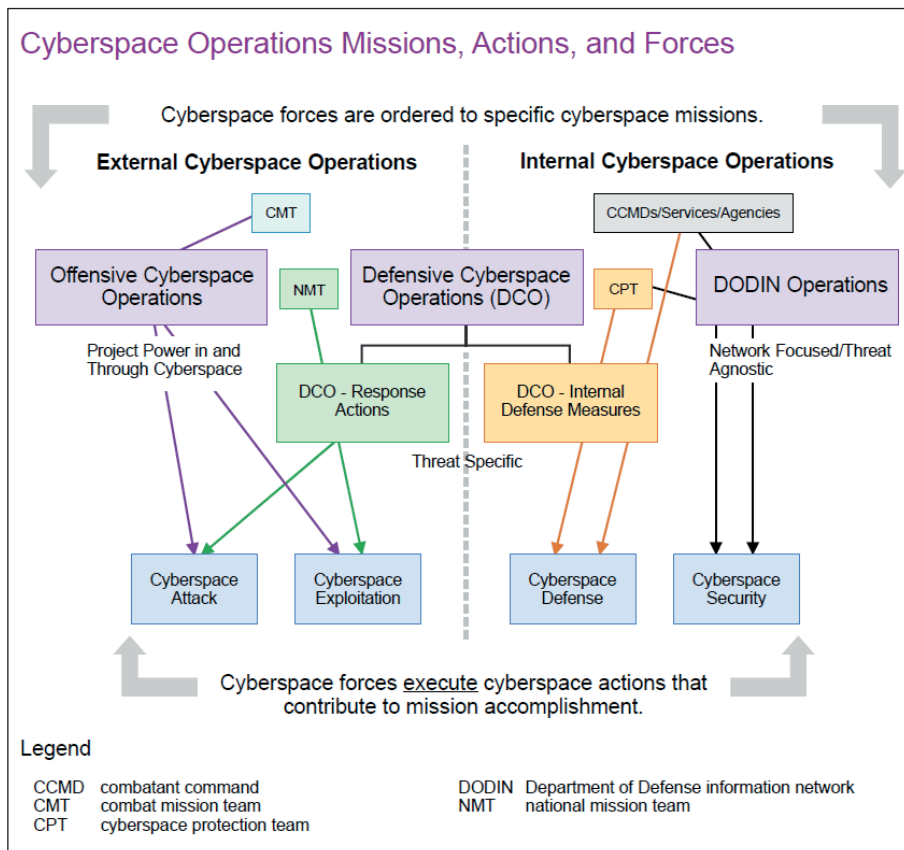 Cyberspace Operations Missions, Actions, and Forces
Cyberspace forces are ordered to specific cyberspace missions.
External Cyberspace Operations
Internal Cyberspace Operations
CMT
CCMDs/Services/Agencies
Offensive Cyberspace
Operations
NMT
Defensive Cyberspace
Operations (DCO)
CPT
DODIN Operations
Project Power in and
Through Cyberspace
Network Focused/Threat
Agnostic
DCO - Response
Actions
DCO - Internal
Defense Measures
Threat Specific
Cyberspace
Attack
Cyberspace
Exploitation
Cyberspace
Defense
Cyberspace
Security
Cyberspace forces execute cyberspace actions that
contribute to mission accomplishment.
Legend
CCMD combatant command
CMT combat mission team
CPT cyberspace protection team
DODIN Department of Defense information network
NMT national mission team